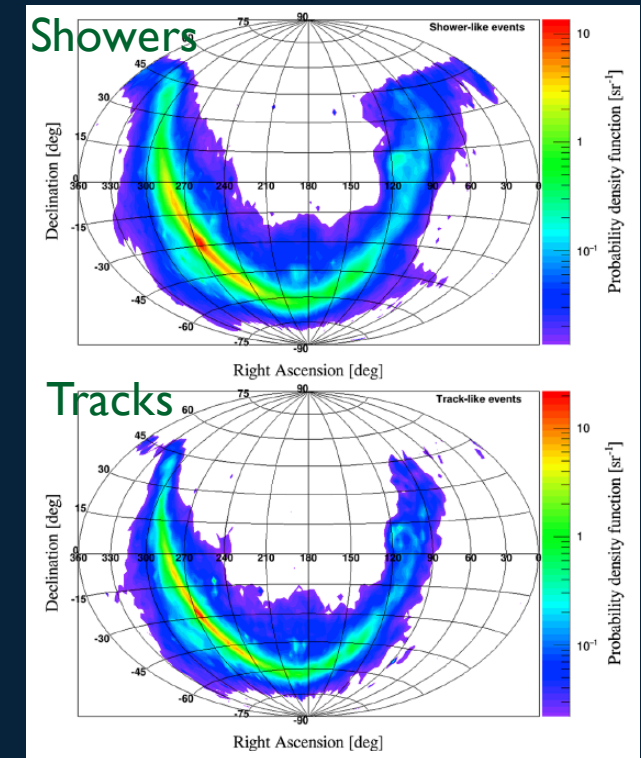 Showers
Shower-like events
90
75
60
45
30
15
0
360 330 300 270 240 210 180 150 120 90 60 30 0
-15
-30
-45
-60
-75
-90
Declination [deg]
Right Ascension [deg]
10
1
10⁻¹
Probability density function [sr⁻¹]
Tracks
Track-like events
90
75
60
45
30
15
0
360 330 300 270 240 210 180 150 120 90 60 30 0
-15
-30
-45
-60
-75
-90
Declination [deg]
Right Ascension [deg]
10
1
10⁻¹
Probability density function [sr⁻¹]